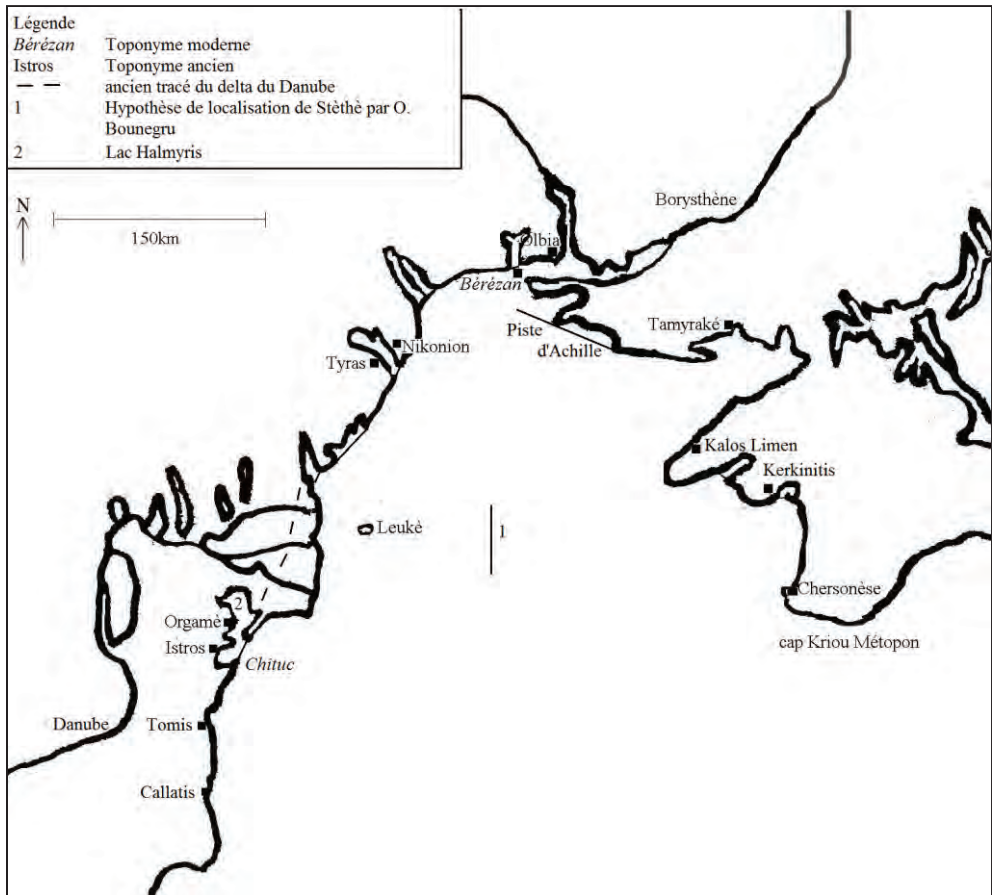 Légende
Bérézan Toponyme moderne
Istros Toponyme ancien
ancien tracé du delta du Danube
1 Hypothèse de localisation de Stèthè par O.
Bounegru
2 Lac Halmyris
N
150km
Borysthène
Olbia
Bérézan
Piste
d'Achille
Tamyraké
Nikonion
Tyras
Kalos Limen
Kerkinitis
Leukè
1
2
Orgamè
Chersonèse
Istros
cap Kriou Métopon
Chituc
Danube
Tomis
Callatis